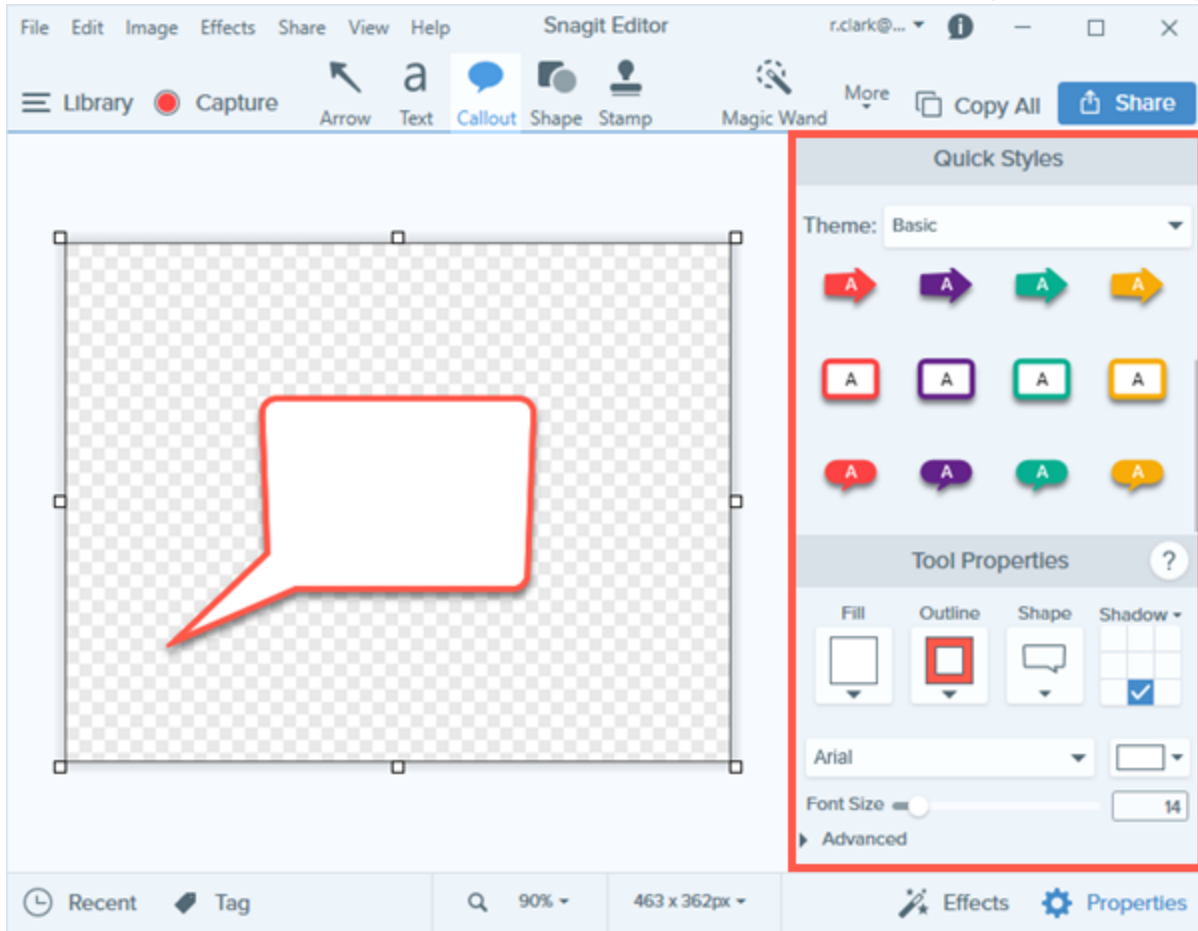 File Edit Image Effects Share View Help Snagit Editor r.clark@...
Library Capture Arrow Text Callout Shape Stamp Magic Wand More Copy All Share
Quick Styles
Theme: Basic
A A A A
A A A A
A A A A
Tool Properties ?
Fill Outline Shape Shadow
Arial
Font Size 14
Advanced
Recent Tag 90% 463 x 362px Effects Properties